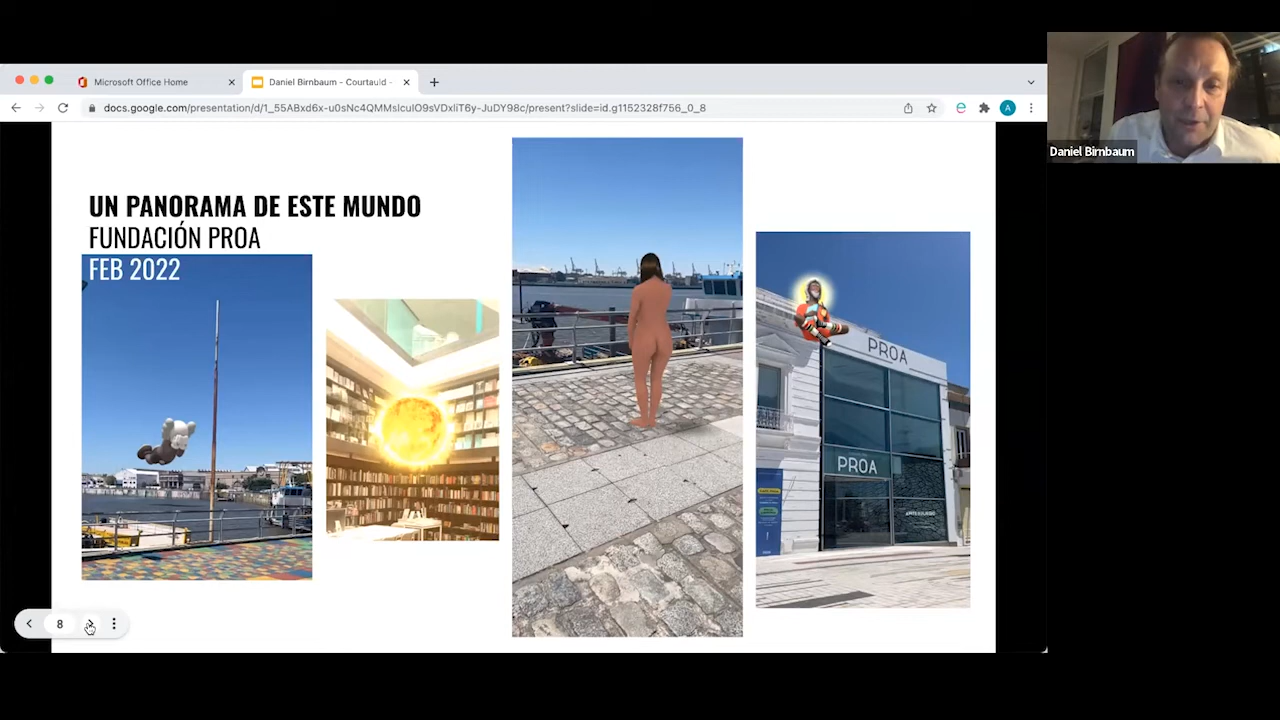 Microsoft Office Home
Daniel Birnbaum - Courtauld -
docs.google.com/presentation/d/1_55ABxd6x-u0sNc4QMMsIcuIO9sVDxliT6y-JuDY98c/present?slide=id.g1152328f756_0_8
A
Daniel Birnbaum
UN PANORAMA DE ESTE MUNDO
FUNDACIÓN PROA
FEB 2022
PROA
PROA
8